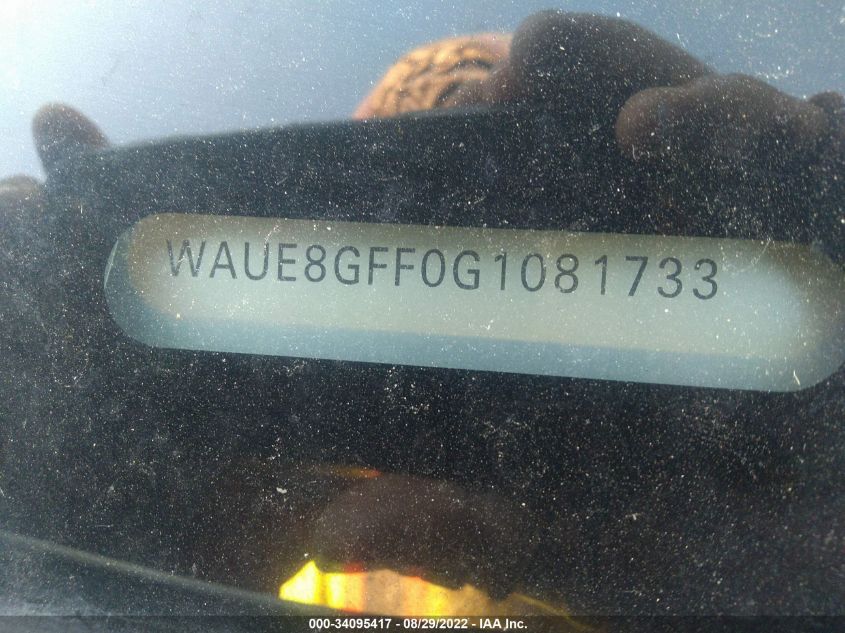 WAUE8GFF0G1081733
000-34095417 - 08/29/2022 - IAA, Inc.